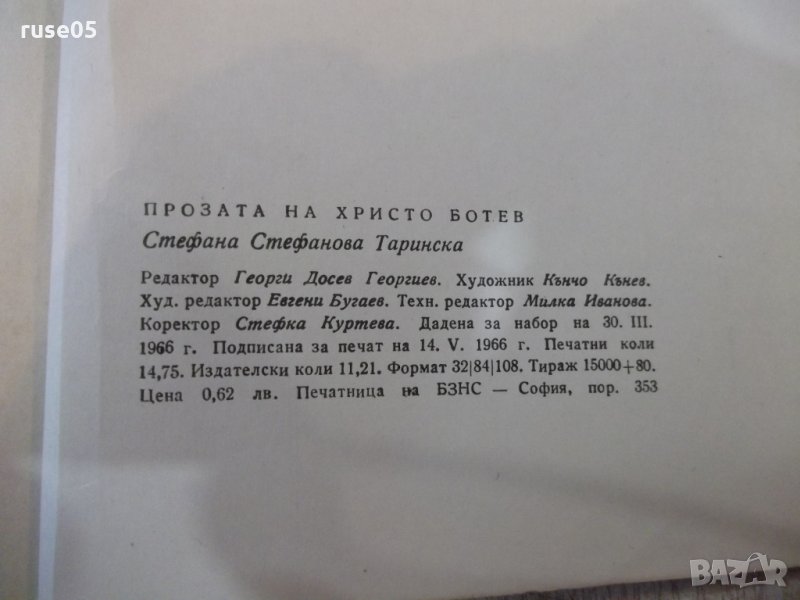 ruse05
ПРОЗАТА НА ХРИСТО БОТЕВ
Стефана Стефанова Таринска
Редактор Георги Досев Георгиев. Художник Кънчо Кънев.
Худ. редактор Евгени Бугаев. Техн. редактор Милка Иванова.
Коректор Стефка Куртева. Дадена за набор на 30. III.
1966 г. Подписана за печат на 14. V. 1966 г. Печатни коли
14,75. Издателски коли 11,21. Формат 32|84|108. Тираж 15000+80.
Цена 0,62 лв. Печатница на БЗНС — София, пор. 353
BAZAR